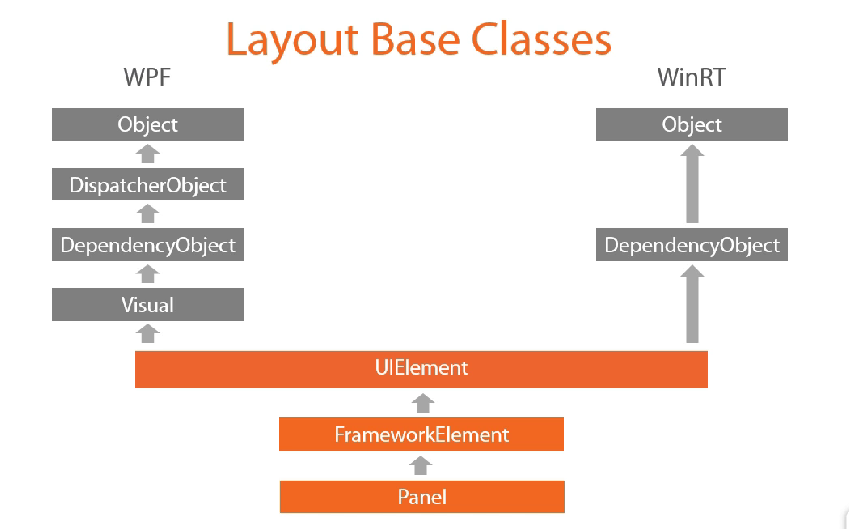 Layout Base Classes
WPF
WinRT
Object
Object
DispatcherObject
DependencyObject
DependencyObject
Visual
UIElement
FrameworkElement
Panel